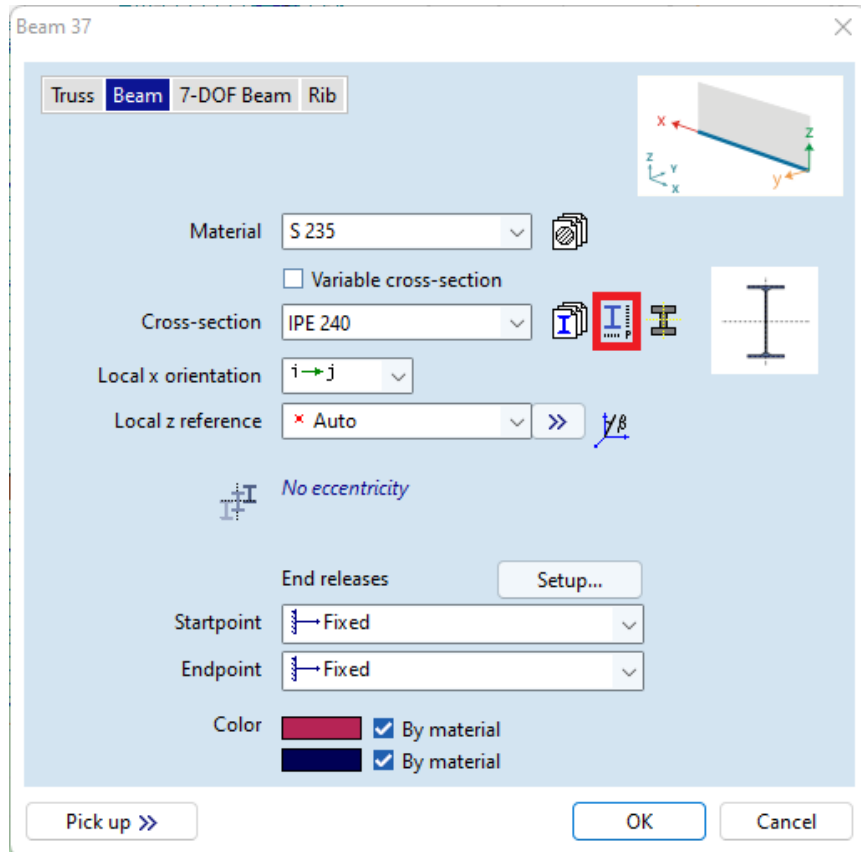 Beam 37
Truss Beam 7-DOF Beam Rib
x
z
y
z
Y
X
Material S 235
Variable cross-section
Cross-section IPE 240
P
Local x orientation i j
Local z reference Auto
β
No eccentricity
End releases Setup...
Startpoint Fixed
Endpoint Fixed
Color By material
By material
Pick up OK Cancel